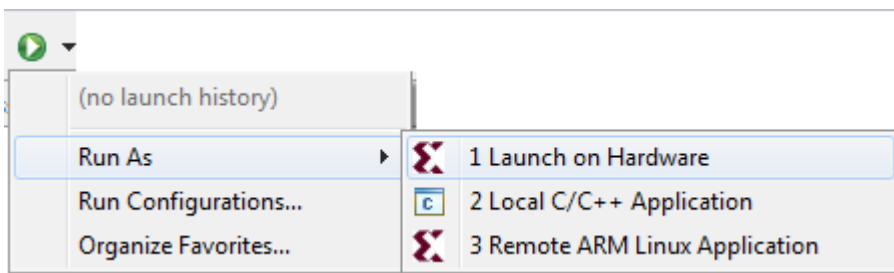 (no launch history)
Run As
1 Launch on Hardware
Run Configurations...
C 2 Local C/C++ Application
Organize Favorites...
3 Remote ARM Linux Application